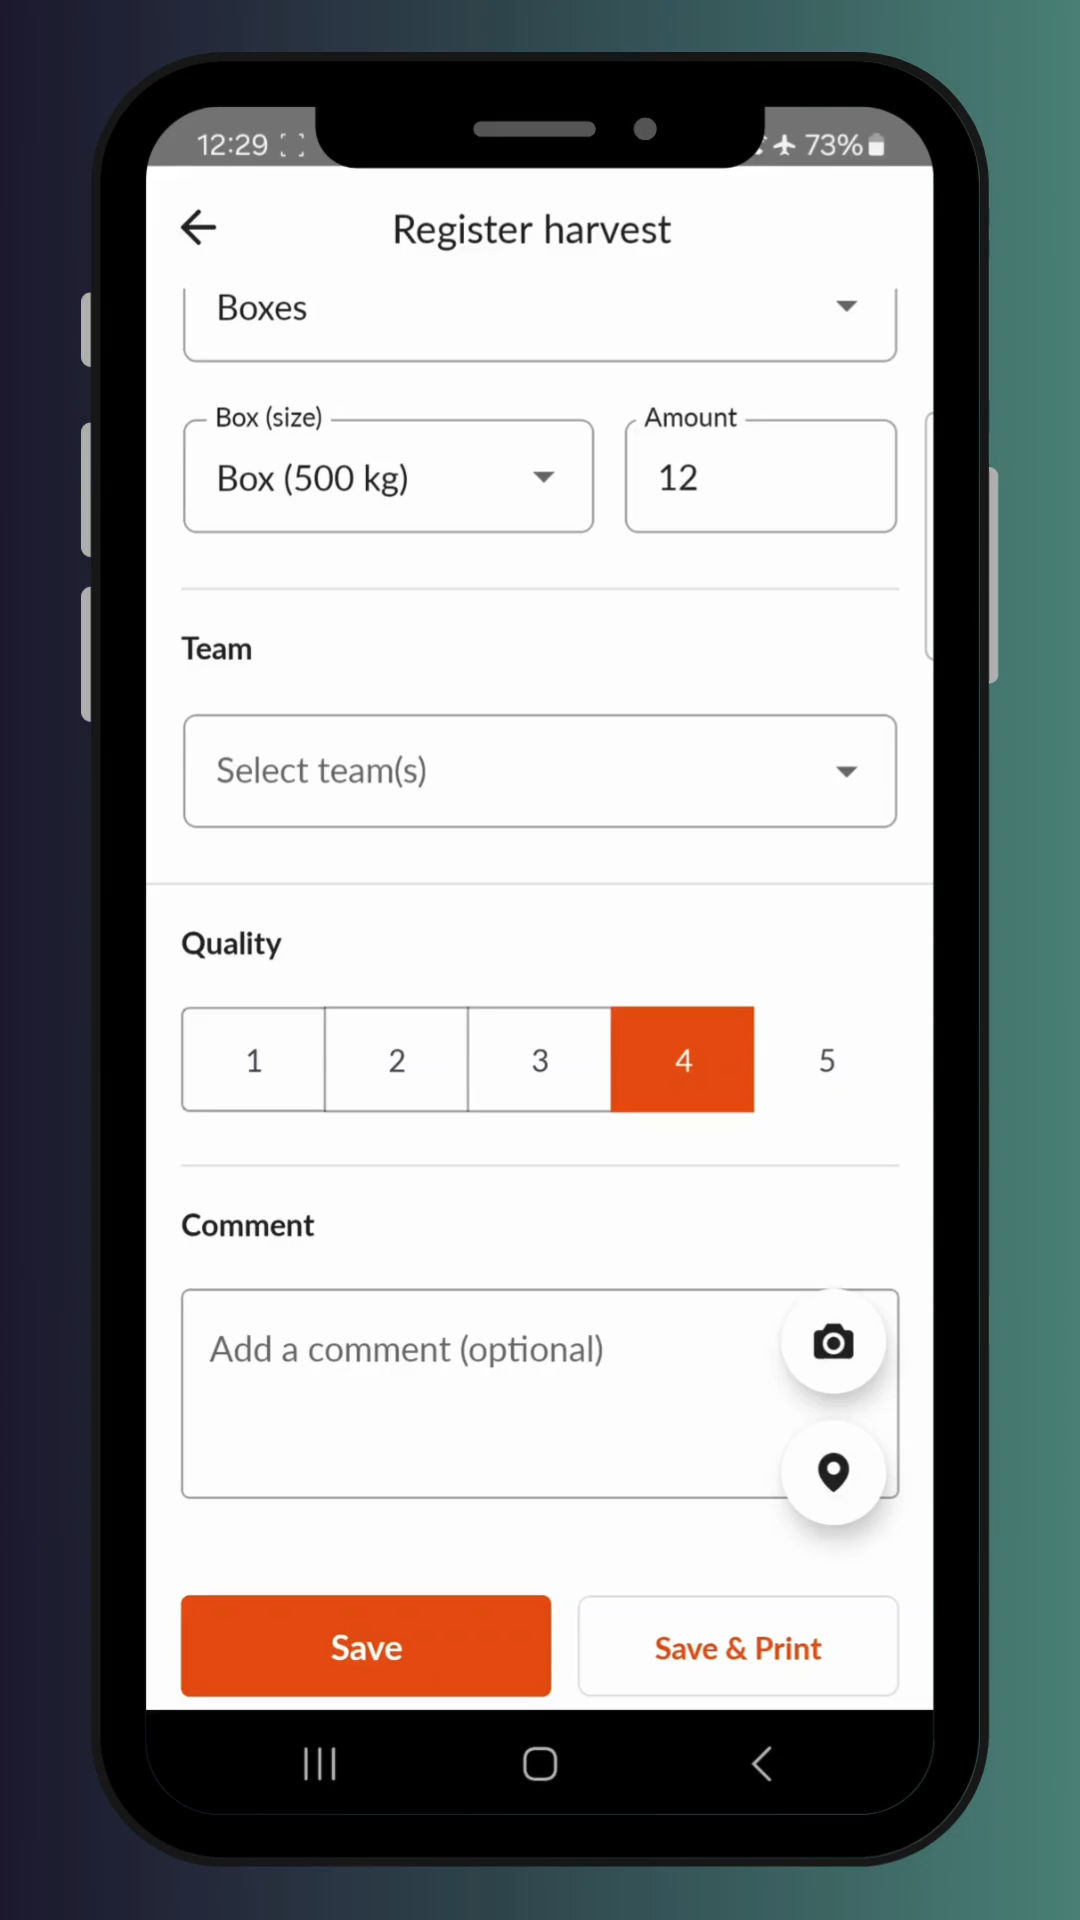 12:29
73%
Register harvest
Boxes
Box (size)
Amount
Box (500 kg)
12
Team
Select team(s)
Quality
1
2
3
4
5
Comment
Add a comment (optional)
Save
Save & Print